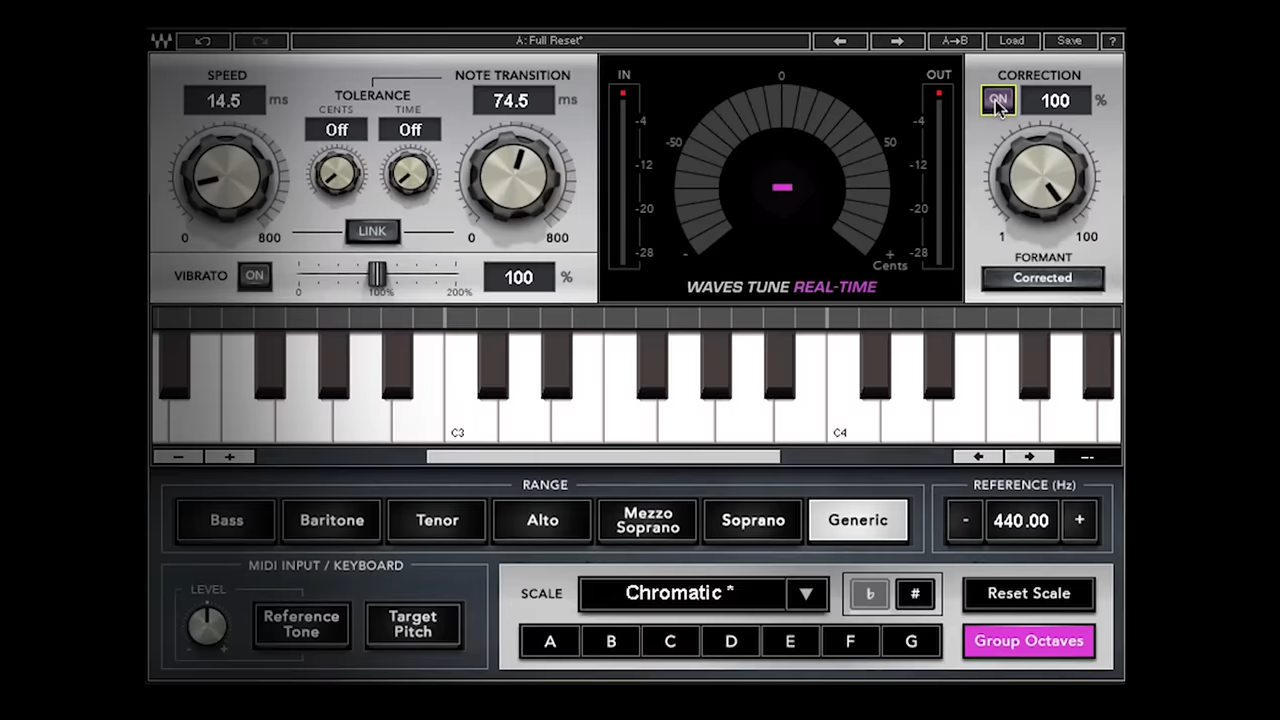 A: Full Reset*
A→B
Load
Save
?
SPEED
14.5 ms
0 800
TOLERANCE
CENTS TIME
Off Off
LINK
NOTE TRANSITION
74.5 ms
0 800
VIBRATO ON
0 100% 200%
100 %
IN
-4
-12
-20
-28
0
-50 50
- +
Cents
OUT
-4
-12
-20
-28
WAVES TUNE REAL-TIME
CORRECTION
ON 100 %
1 100
FORMANT
Corrected
C3 C4
- +
RANGE
Bass Baritone Tenor Alto Mezzo Soprano Soprano Generic
REFERENCE (Hz)
- 440.00 +
MIDI INPUT / KEYBOARD
LEVEL
- +
Reference Tone
Target Pitch
SCALE Chromatic * ▼ b #
A B C D E F G
Reset Scale
Group Octaves